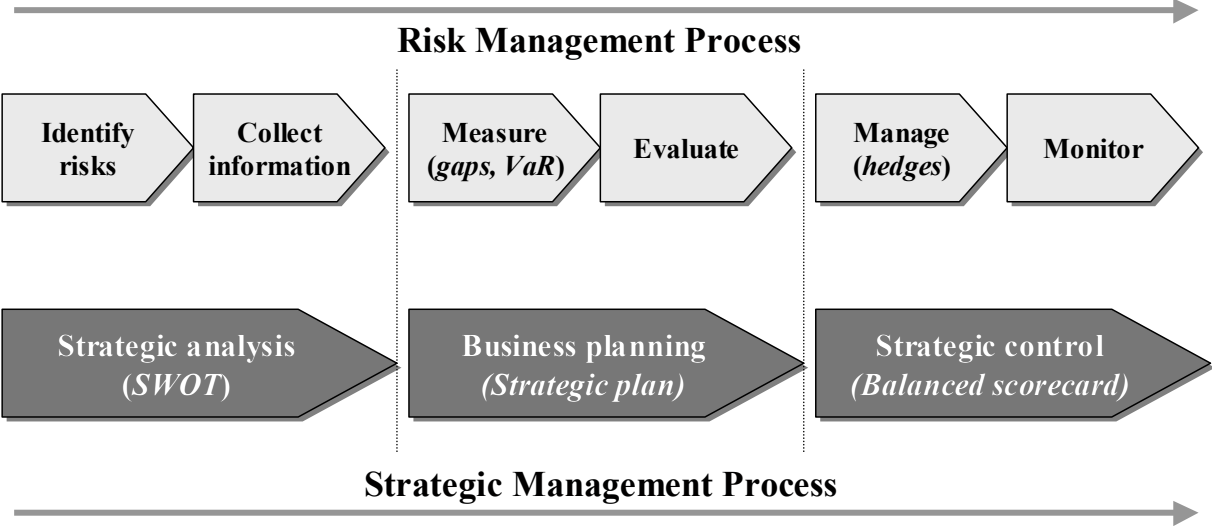 Risk Management Process
Identify
risks
Collect
information
Measure
(gaps, VaR)
Evaluate
Manage
(hedges)
Monitor
Strategic analysis
(SWOT)
Business planning
(Strategic plan)
Strategic control
(Balanced scorecard)
Strategic Management Process